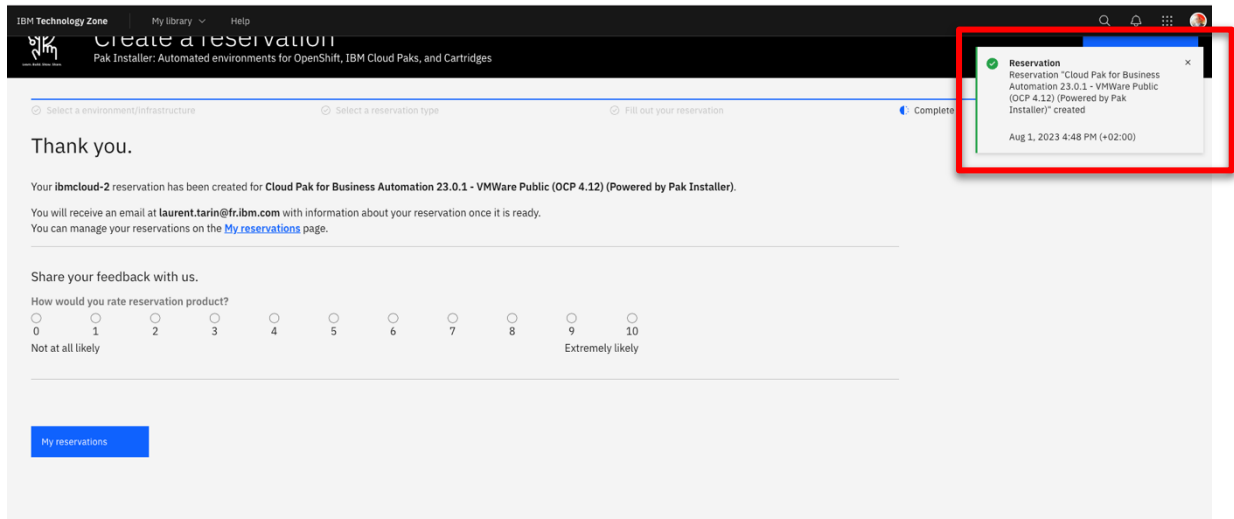 IBM Technology Zone My library Help
Create a reservation
Pak Installer: Automated environments for OpenShift, IBM Cloud Paks, and Cartridges
Reservation
Reservation "Cloud Pak for Business
Automation 23.0.1 - VMWare Public
(OCP 4.12) (Powered by Pak
Installer)" created
Aug 1, 2023 4:48 PM (+02:00)
Select a environment/infrastructure
Select a reservation type
Fill out your reservation
Complete
Thank you.
Your ibmcloud-2 reservation has been created for Cloud Pak for Business Automation 23.0.1 - VMWare Public (OCP 4.12) (Powered by Pak Installer).
You will receive an email at laurent.tarin@fr.ibm.com with information about your reservation once it is ready.
You can manage your reservations on the My reservations page.
Share your feedback with us.
How would you rate reservation product?
0 1 2 3 4 5 6 7 8 9 10
Not at all likely Extremely likely
My reservations